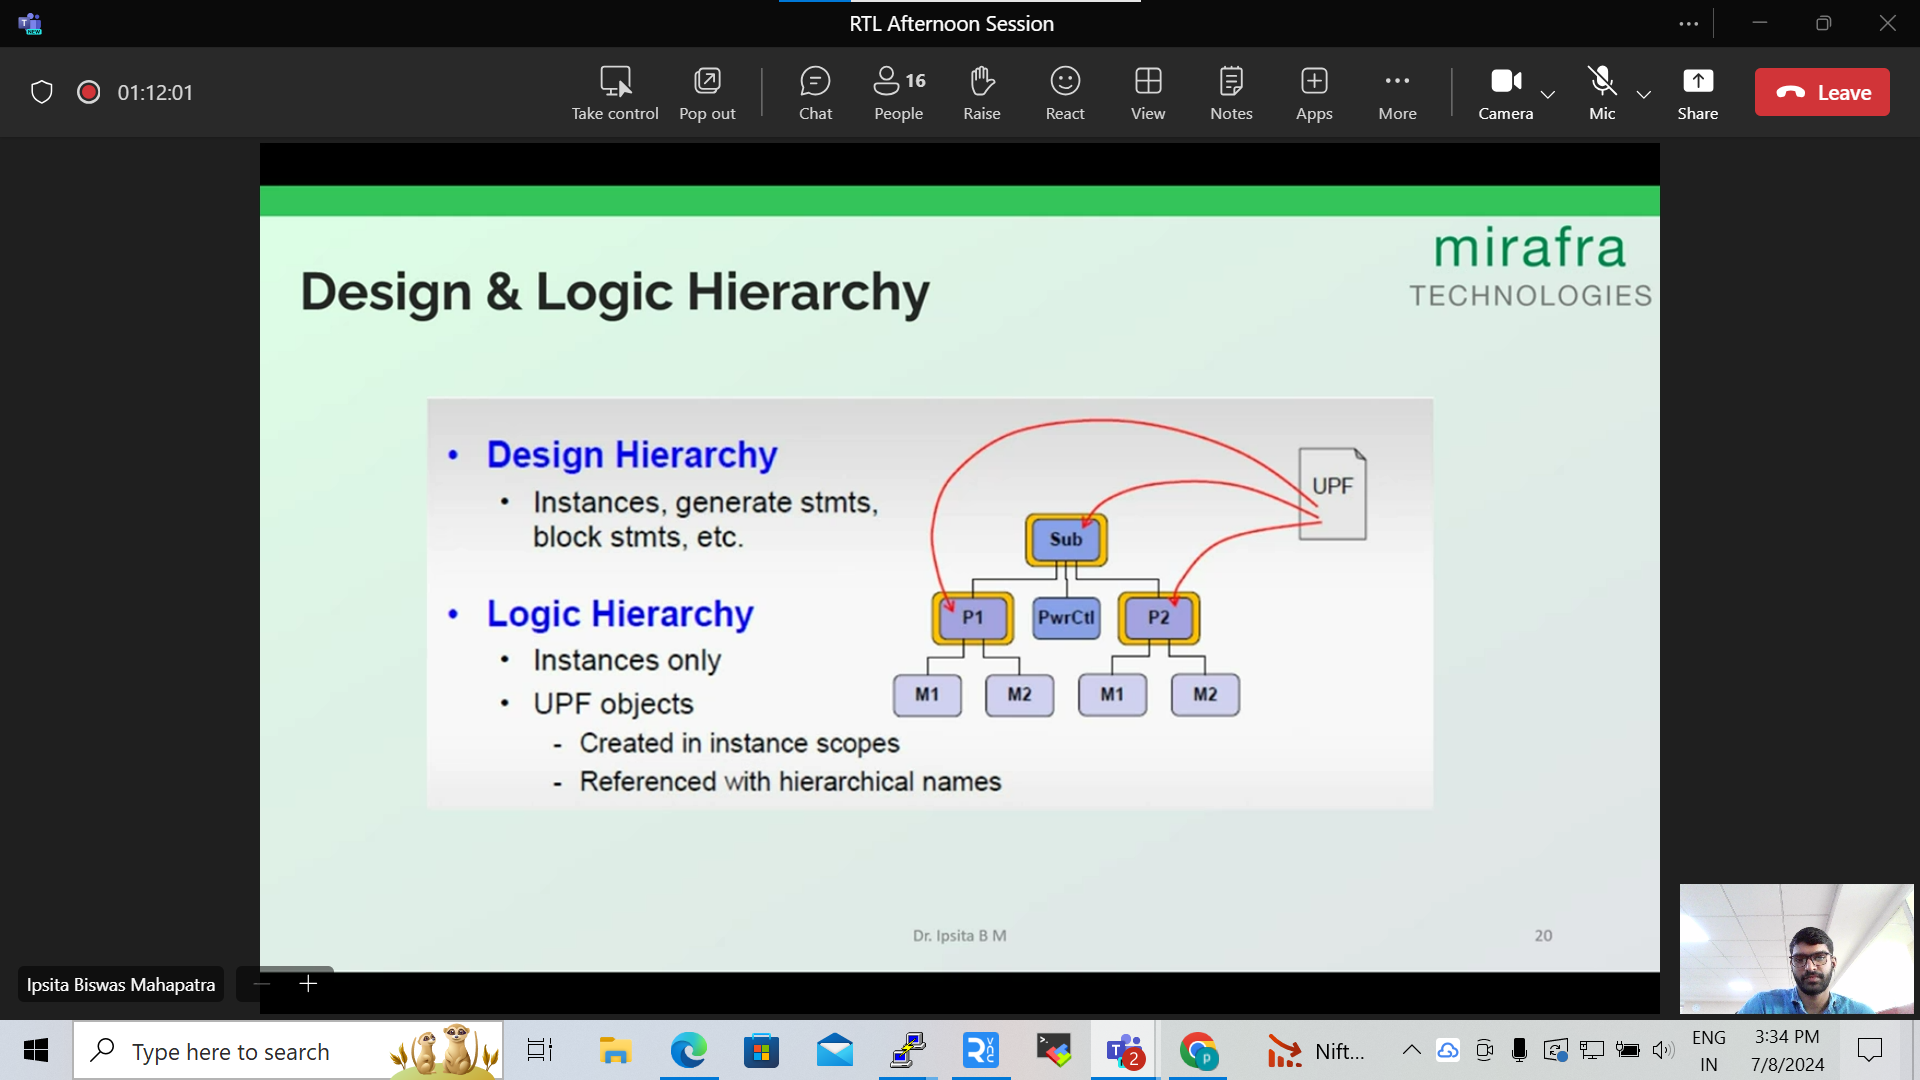 RTL Afternoon Session
01:12:01
Take control
Pop out
Chat
16
People
Raise
React
View
Notes
Apps
More
Camera
Mic
Share
Leave
mirafra
TECHNOLOGIES
Design & Logic Hierarchy
• Design Hierarchy
• Instances, generate stmts,
block stmts, etc.
• Logic Hierarchy
• Instances only
• UPF objects
- Created in instance scopes
- Referenced with hierarchical names
UPF
Sub
P1
PwrCtl
P2
M1
M2
M1
M2
Dr. Ipsita B M
20
Ipsita Biswas Mahapatra
Type here to search
2
p
Nift...
ENG
IN
3:34 PM
7/8/2024